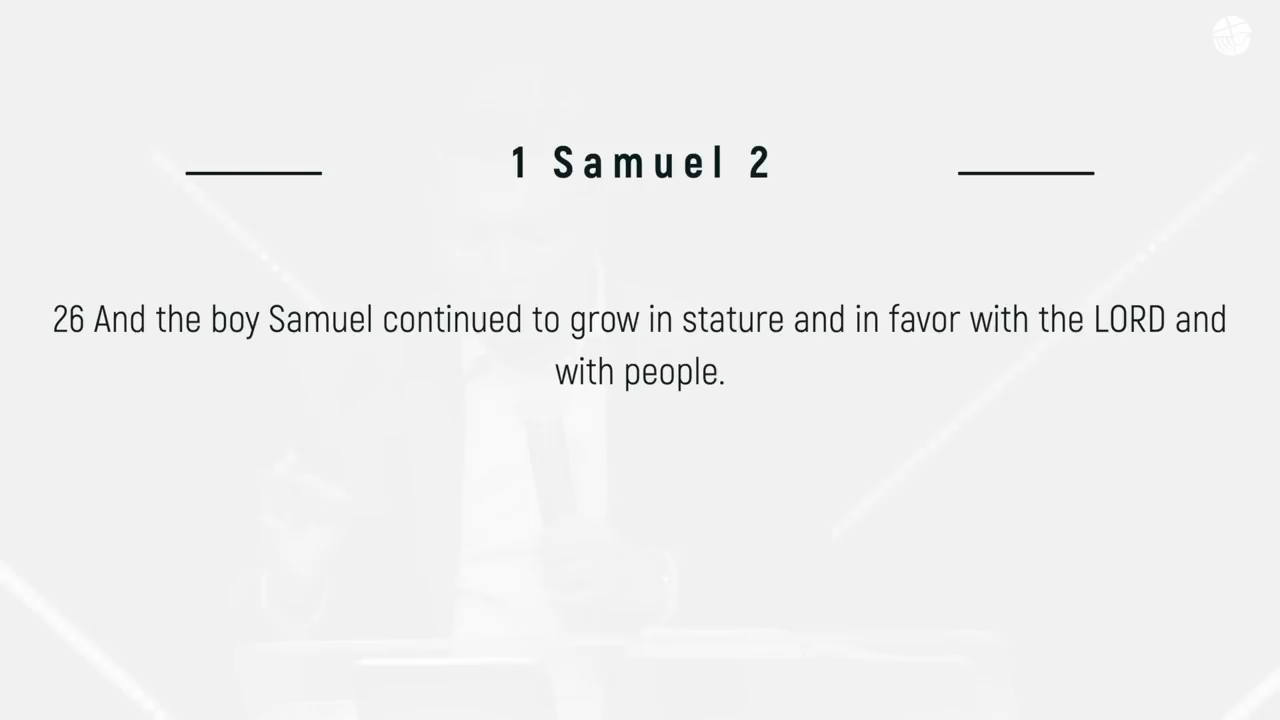 1 Samuel 2
26 And the boy Samuel continued to grow in stature and in favor with the LORD and
with people.